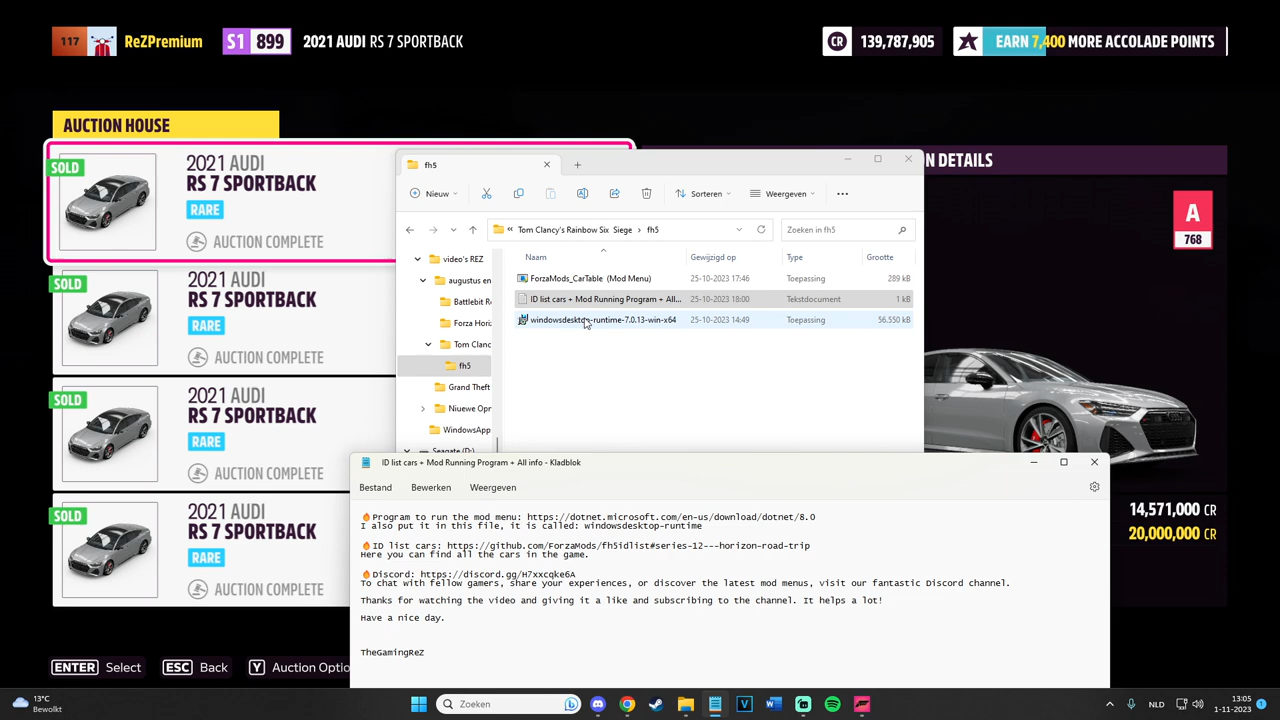 117 ReZPremium S1 899 2021 AUDI RS 7 SPORTBACK CR 139,787,905 EARN 7,400 MORE ACCOLADE POINTS
AUCTION HOUSE
SOLD
2021 AUDI
RS 7 SPORTBACK
RARE
AUCTION COMPLETE
SOLD
2021 AUDI
RS 7 SPORTBACK
RARE
AUCTION COMPLETE
SOLD
2021 AUDI
RS 7 SPORTBACK
RARE
AUCTION COMPLETE
SOLD
2021 AUDI
RS 7 SPORTBACK
RARE
AUCTION COMPLETE
N DETAILS
A
768
14,571,000 CR
20,000,000 CR
ENTER Select ESC Back Y Auction Optio
fh5
Nieuw Sorteren Weergeven
Tom Clancy's Rainbow Six Siege > fh5 Zoeken in fh5
video's REZ
augustus en
Battlebit Re
Forza Horiz
Tom Clanc
fh5
Grand Theft
Niuewe Opr
WindowsApp
Seagate (D:)
Naam Gewijzigd op Type Grootte
ForzaMods_CarTable (Mod Menu) 25-10-2023 17:46 Toepassing 289 kB
ID list cars + Mod Running Program + All... 25-10-2023 18:00 Tekstdocument 1 kB
windowsdesktop-runtime-7.0.13-win-x64 25-10-2023 14:49 Toepassing 56.550 kB
ID list cars + Mod Running Program + All info - Kladblok
Bestand Bewerken Weergeven
🔥Program to run the mod menu: https://dotnet.microsoft.com/en-us/download/dotnet/8.0
I also put it in this file, it is called: windowsdesktop-runtime
🔥ID list cars: https://github.com/ForzaMods/fh5idlist#series-12---horizon-road-trip
Here you can find all the cars in the game.
🔥Discord: https://discord.gg/H7xxcqke6A
To chat with fellow gamers, share your experiences, or discover the latest mod menus, visit our fantastic Discord channel.
Thanks for watching the video and giving it a like and subscribing to the channel. It helps a lot!
Have a nice day.
TheGamingReZ
13°C
Bewolkt
Zoeken
NLD
13:05
1-11-2023